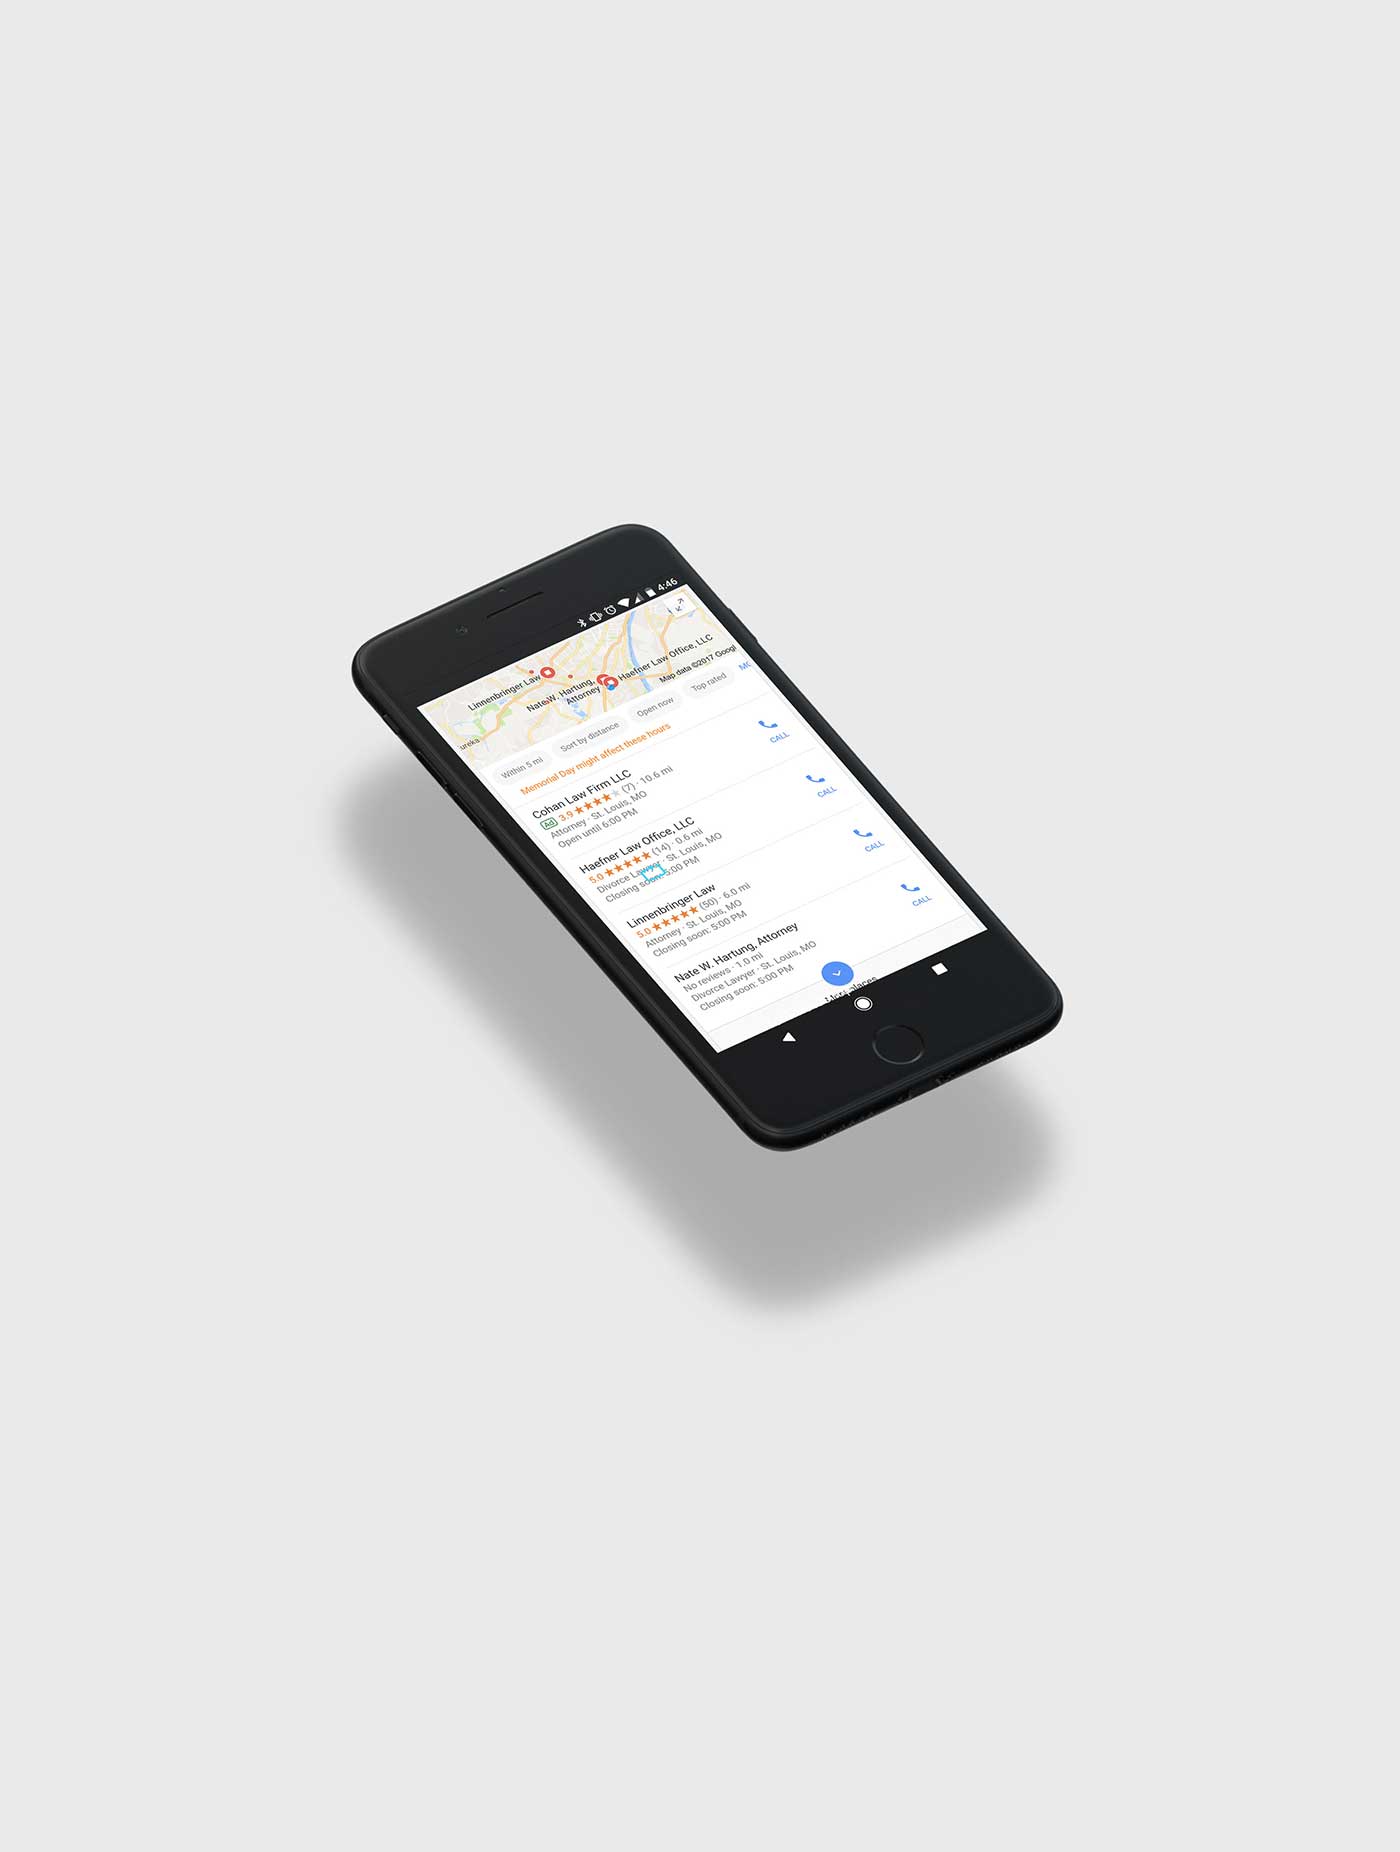 4:46
Linnenbringer Law
Nate W. Hartung,
Attorney
Haefner Law Office, LLC
Map data ©2017 Googl
ureka
Within 5 mi
Sort by distance
Open now
Top rated
MO
Memorial Day might affect these hours
Cohan Law Firm LLC
Ad 3.9 ★★★★★ (7) · 10.6 mi
Attorney · St. Louis, MO
Open until 6:00 PM
CALL
Haefner Law Office, LLC
5.0 ★★★★★ (14) · 0.6 mi
Divorce Lawyer · St. Louis, MO
Closing soon: 5:00 PM
CALL
Linnenbringer Law
5.0 ★★★★★ (50) · 6.0 mi
Attorney · St. Louis, MO
Closing soon: 5:00 PM
CALL
Nate W. Hartung, Attorney
No reviews · 1.0 mi
Divorce Lawyer · St. Louis, MO
Closing soon: 5:00 PM
CALL
places